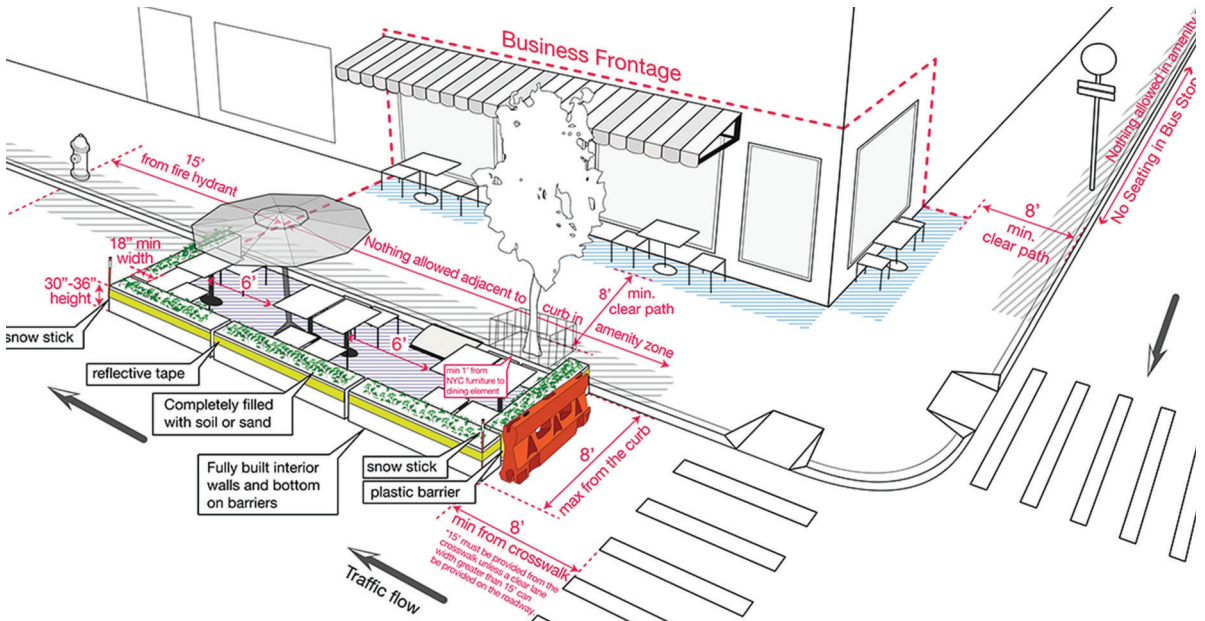 Business Frontage
15'
from fire hydrant
Nothing allowed in amenity
No Seating in Bus Stop
8'
min.
clear path
18" min
width
30"-36"
height
6'
Nothing allowed adjacent to curb in amenity zone
8'
min.
clear path
6'
snow stick
reflective tape
min 1' from
NYC furniture to
dining element
Completely filled
with soil or sand
Fully built interior
walls and bottom
on barriers
snow stick
plastic barrier
8'
max from the curb
8'
min from crosswalk
*15' must be provided from the
crosswalk unless a clear lane
width greater than 15' can
be provided on the roadway.
Traffic flow